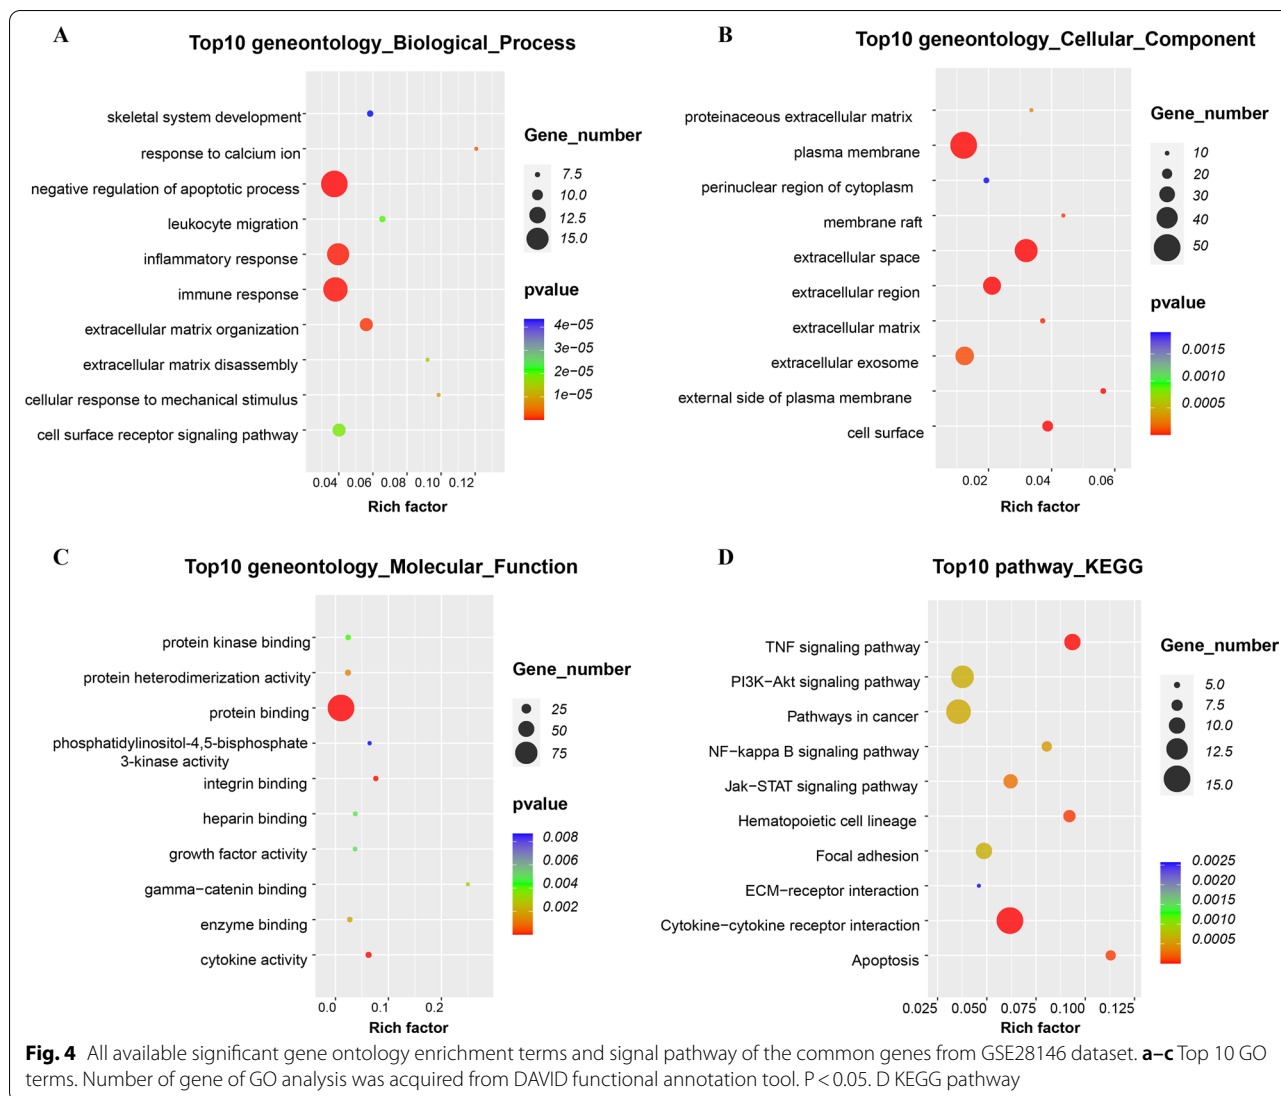 A
Top10 geneontology_Biological_Process
skeletal system development
response to calcium ion
negative regulation of apoptotic process
leukocyte migration
inflammatory response
immune response
extracellular matrix organization
extracellular matrix disassembly
cellular response to mechanical stimulus
cell surface receptor signaling pathway
0.04 0.06 0.08 0.10 0.12
Rich factor
Gene_number
7.5
10.0
12.5
15.0
pvalue
4e−05
3e−05
2e−05
1e−05
B
Top10 geneontology_Cellular_Component
proteinaceous extracellular matrix
plasma membrane
perinuclear region of cytoplasm
membrane raft
extracellular space
extracellular region
extracellular matrix
extracellular exosome
external side of plasma membrane
cell surface
0.02 0.04 0.06
Rich factor
Gene_number
10
20
30
40
50
pvalue
0.0015
0.0010
0.0005
C
Top10 geneontology_Molecular_Function
protein kinase binding
protein heterodimerization activity
protein binding
phosphatidylinositol-4,5-bisphosphate
3-kinase activity
integrin binding
heparin binding
growth factor activity
gamma−catenin binding
enzyme binding
cytokine activity
0.0 0.1 0.2
Rich factor
Gene_number
25
50
75
pvalue
0.008
0.006
0.004
0.002
D
Top10 pathway_KEGG
TNF signaling pathway
PI3K−Akt signaling pathway
Pathways in cancer
NF−kappa B signaling pathway
Jak−STAT signaling pathway
Hematopoietic cell lineage
Focal adhesion
ECM−receptor interaction
Cytokine−cytokine receptor interaction
Apoptosis
0.025 0.050 0.075 0.100 0.125
Rich factor
Gene_number
5.0
7.5
10.0
12.5
15.0
0.0025
0.0020
0.0015
0.0010
0.0005
Fig. 4 All available significant gene ontology enrichment terms and signal pathway of the common genes from GSE28146 dataset. a–c Top 10 GO
terms. Number of gene of GO analysis was acquired from DAVID functional annotation tool. P < 0.05. D KEGG pathway